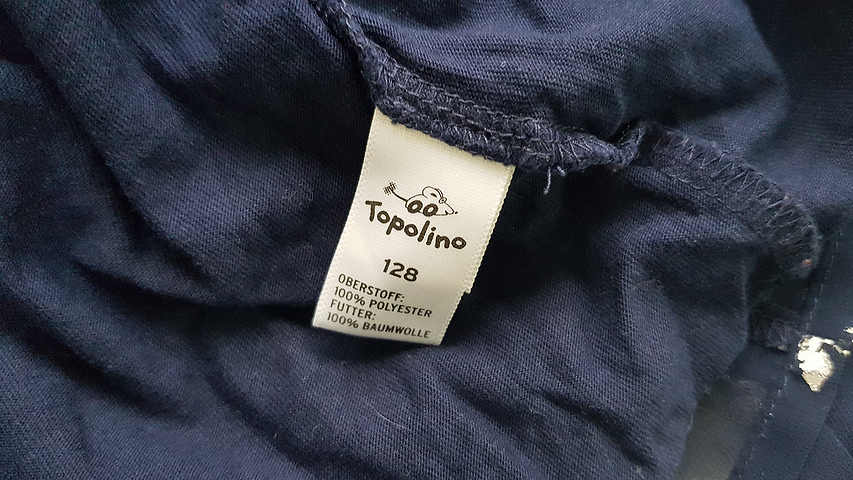 Topolino
128
OBERSTOFF:
100% POLYESTER
FUTTER:
100% BAUMWOLLE